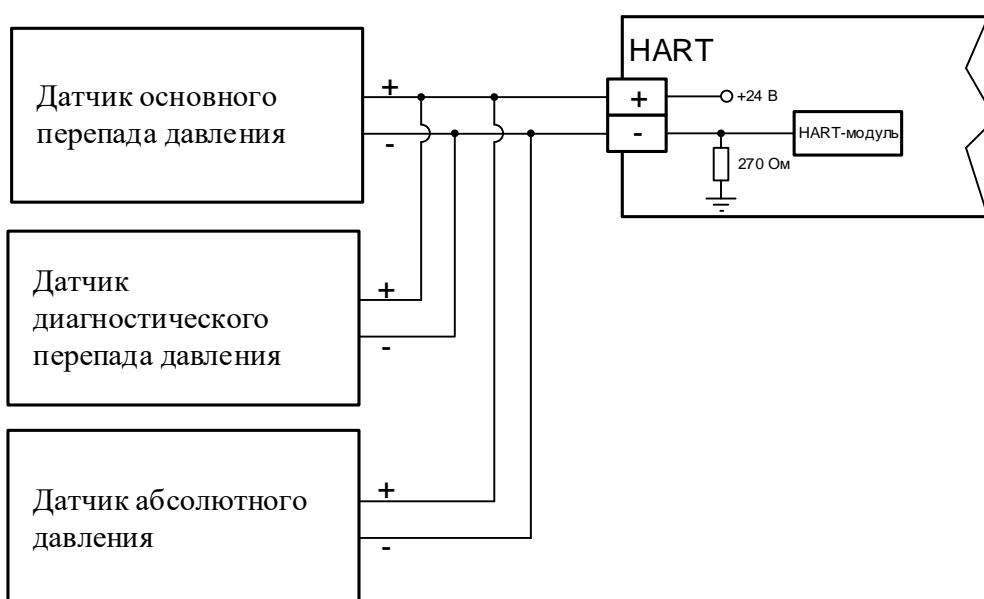 Датчик основного
перепада давления
+
-
HART
+
-
+24 В
HART-модуль
270 Ом
Датчик
диагностического
перепада давления
+
-
Датчик абсолютного
давления
+
-